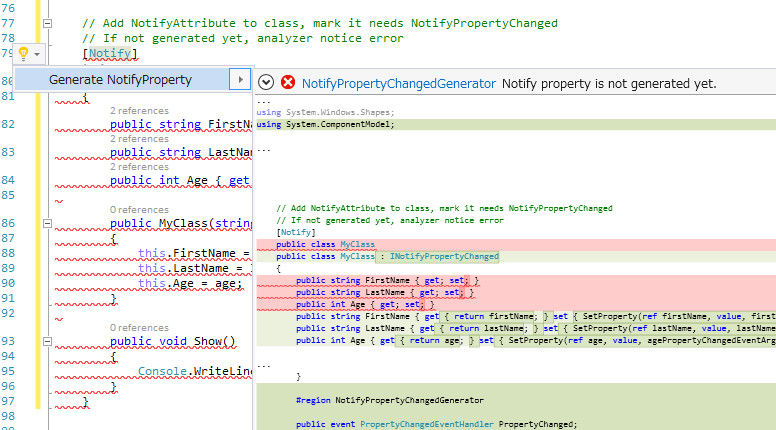 76
77 // Add NotifyAttribute to class, mark it needs NotifyPropertyChanged
78 // If not generated yet, analyzer notice error
79 [Notify]
Generate NotifyProperty
80
81 {
2 references
82 public string FirstNa
2 references
83 public string LastName
2 references
84 public int Age { get
85
0 references
86 public MyClass(string
87 {
88 this.FirstName =
89 this.LastName =
90 this.Age = age;
91 }
92
0 references
93 public void Show()
94 {
95 Console.WriteLine
96 }
97 }
98
NotifyPropertyChangedGenerator Notify property is not generated yet.
...
using System.Windows.Shapes;
using System.ComponentModel;
...
// Add NotifyAttribute to class, mark it needs NotifyPropertyChanged
// If not generated yet, analyzer notice error
[Notify]
public class MyClass
public class MyClass : INotifyPropertyChanged
{
public string FirstName { get; set; }
public string LastName { get; set; }
public int Age { get; set; }
public string FirstName { get{ return firstName; } set{ SetProperty(ref firstName, value, first
public string LastName { get{ return lastName; } set{ SetProperty(ref lastName, value, lastName
public int Age { get{ return age; } set{ SetProperty(ref age, value, agePropertyChangedEventArg
...
}
#region NotifyPropertyChangedGenerator
public event PropertyChangedEventHandler PropertyChanged;